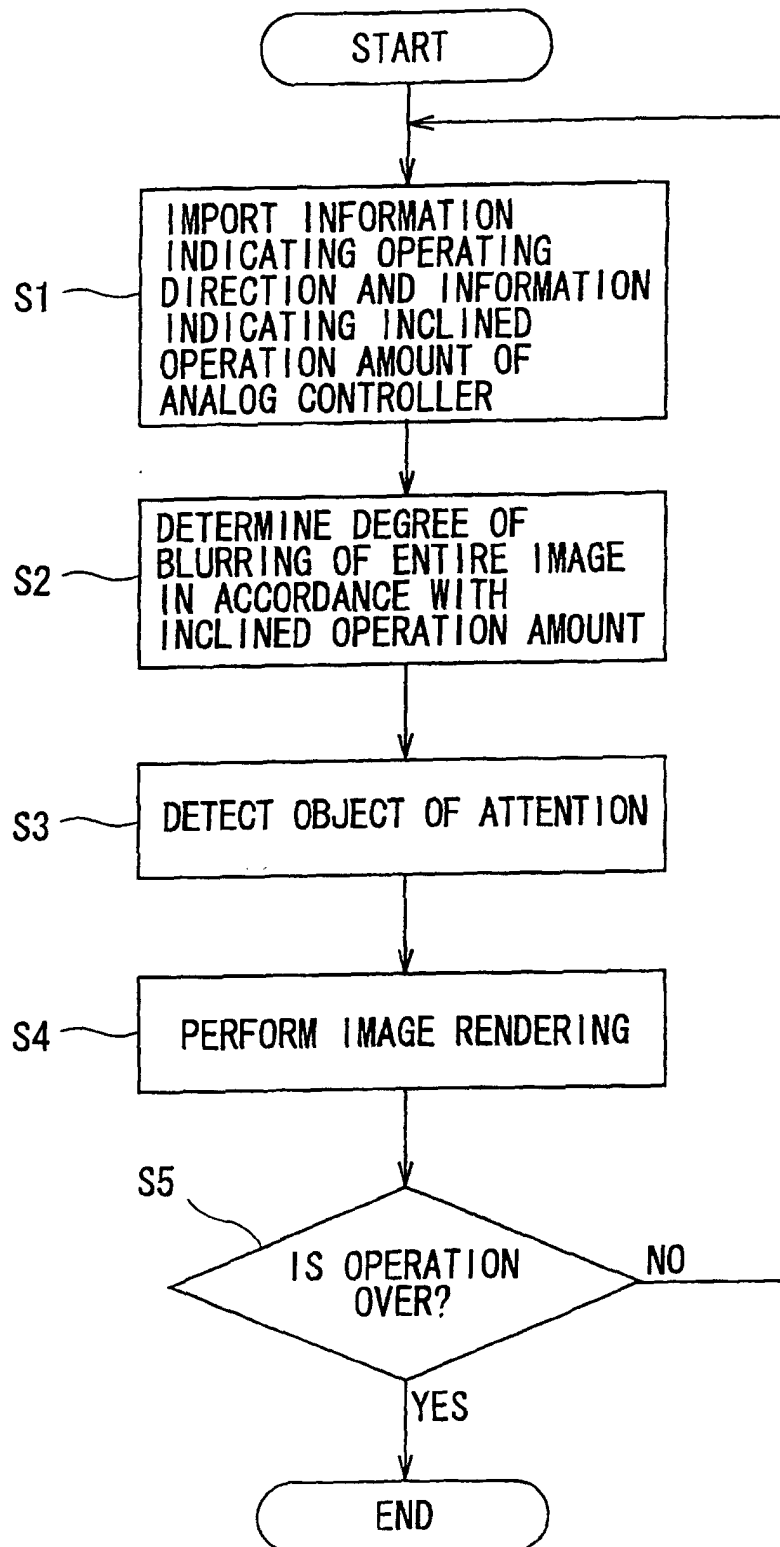 START
S1
IMPORT INFORMATION
INDICATING OPERATING
DIRECTION AND INFORMATION
INDICATING INCLINED
OPERATION AMOUNT OF
ANALOG CONTROLLER
S2
DETERMINE DEGREE OF
BLURRING OF ENTIRE IMAGE
IN ACCORDANCE WITH
INCLINED OPERATION AMOUNT
S3
DETECT OBJECT OF ATTENTION
S4
PERFORM IMAGE RENDERING
S5
IS OPERATION
OVER?
NO
YES
END